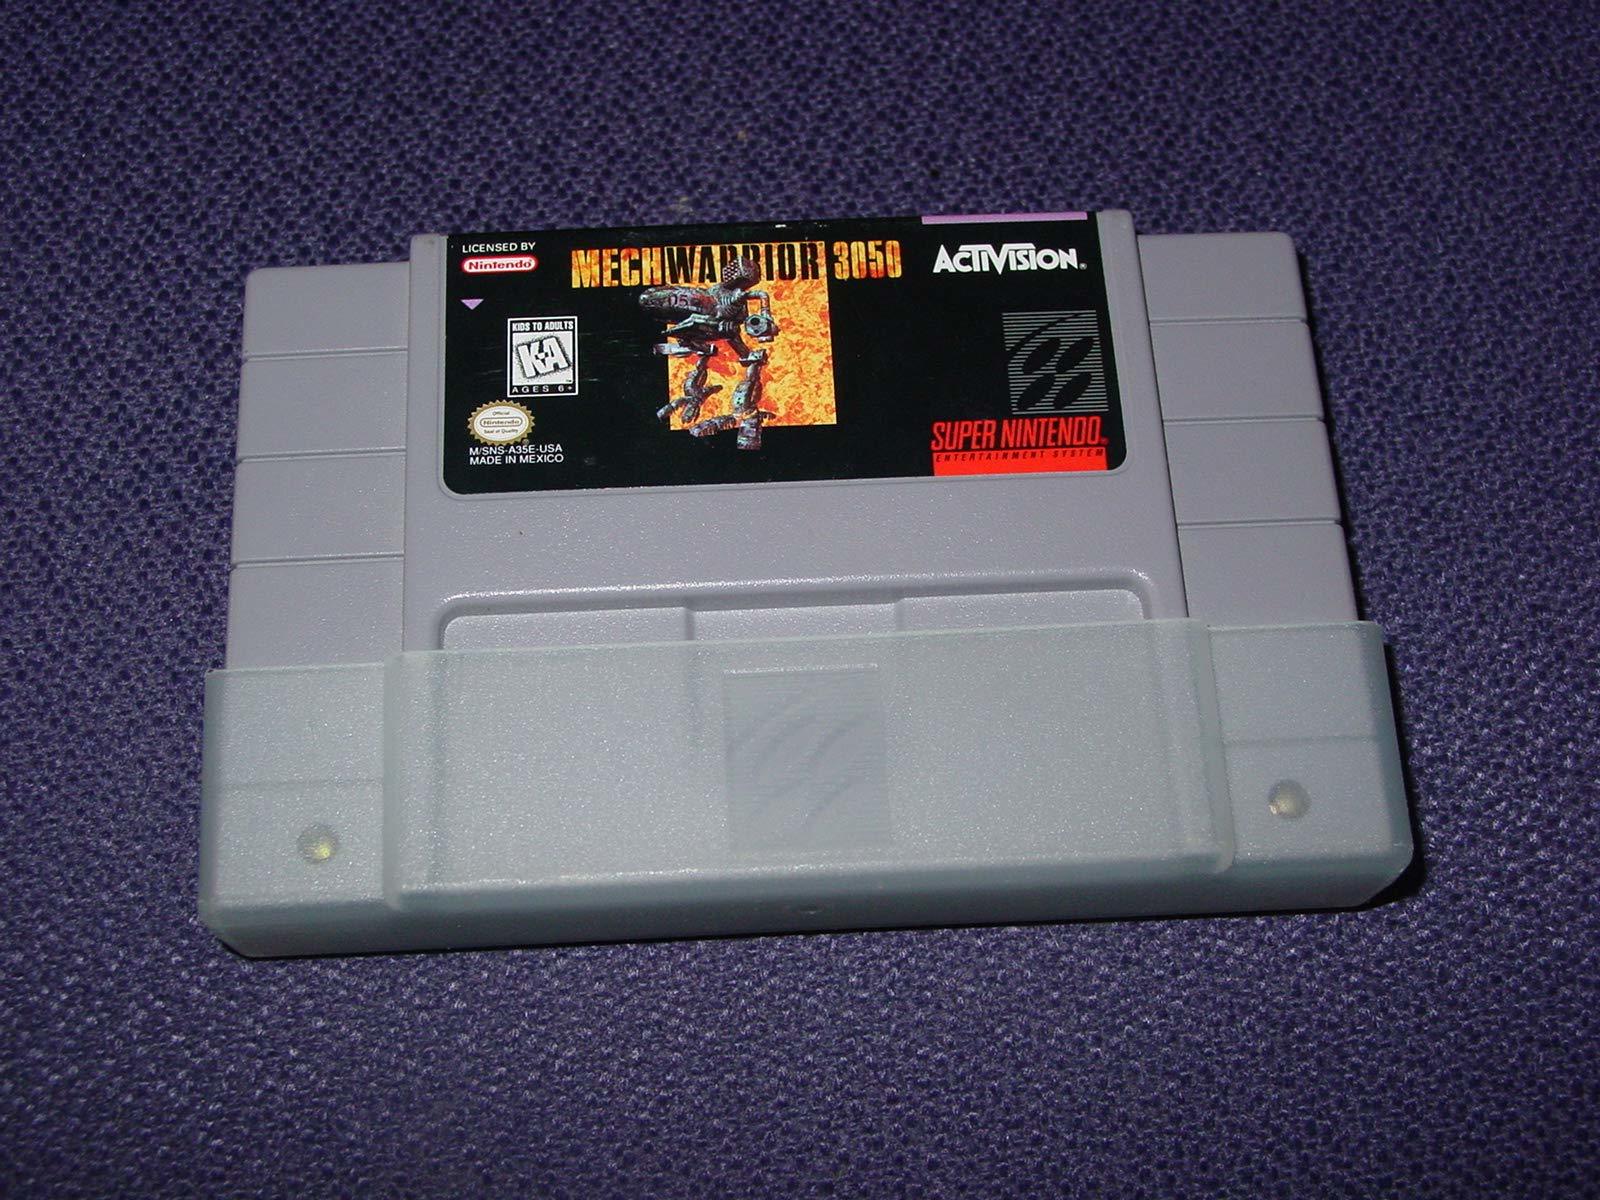 LICENSED BY
Nintendo
MECHWARRIOR 3050
ACTIVISION®
KIDS TO ADULTS
K-A
AGES 6+
Official
Nintendo
Seal of Quality
M/SNS-A35E-USA
MADE IN MEXICO
05
SUPER NINTENDO®
ENTERTAINMENT SYSTEM